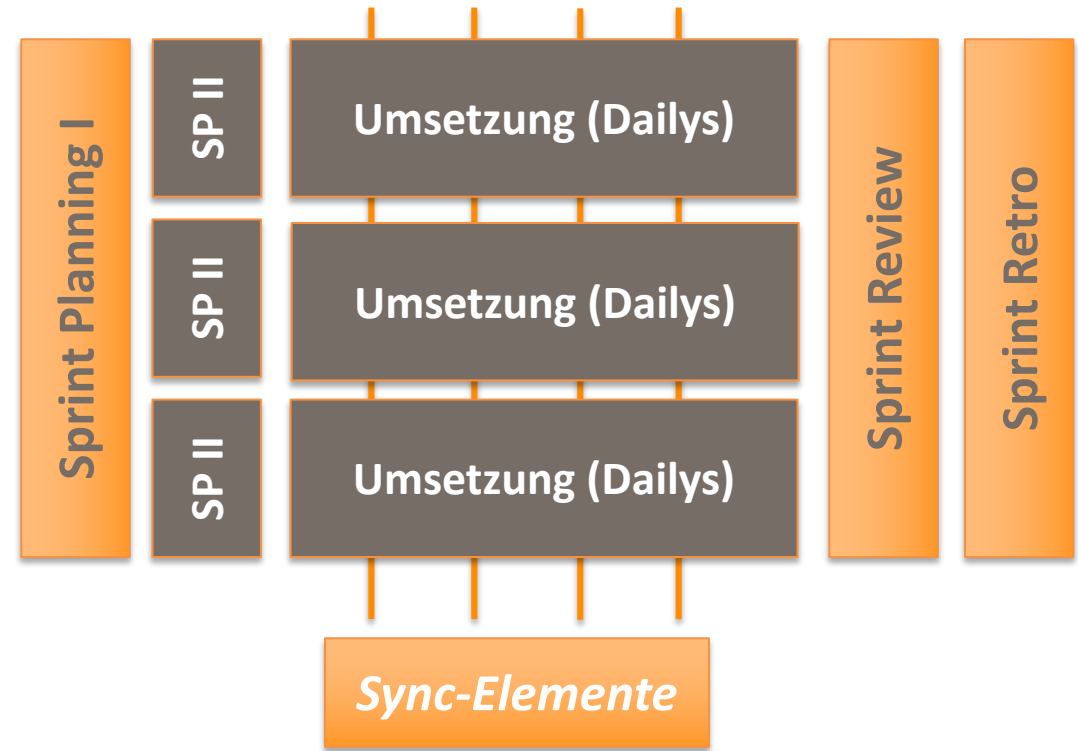 Sprint Planning I
SP II
Umsetzung (Dailys)
SP II
Umsetzung (Dailys)
SP II
Umsetzung (Dailys)
Sprint Review
Sprint Retro
Sync-Elemente